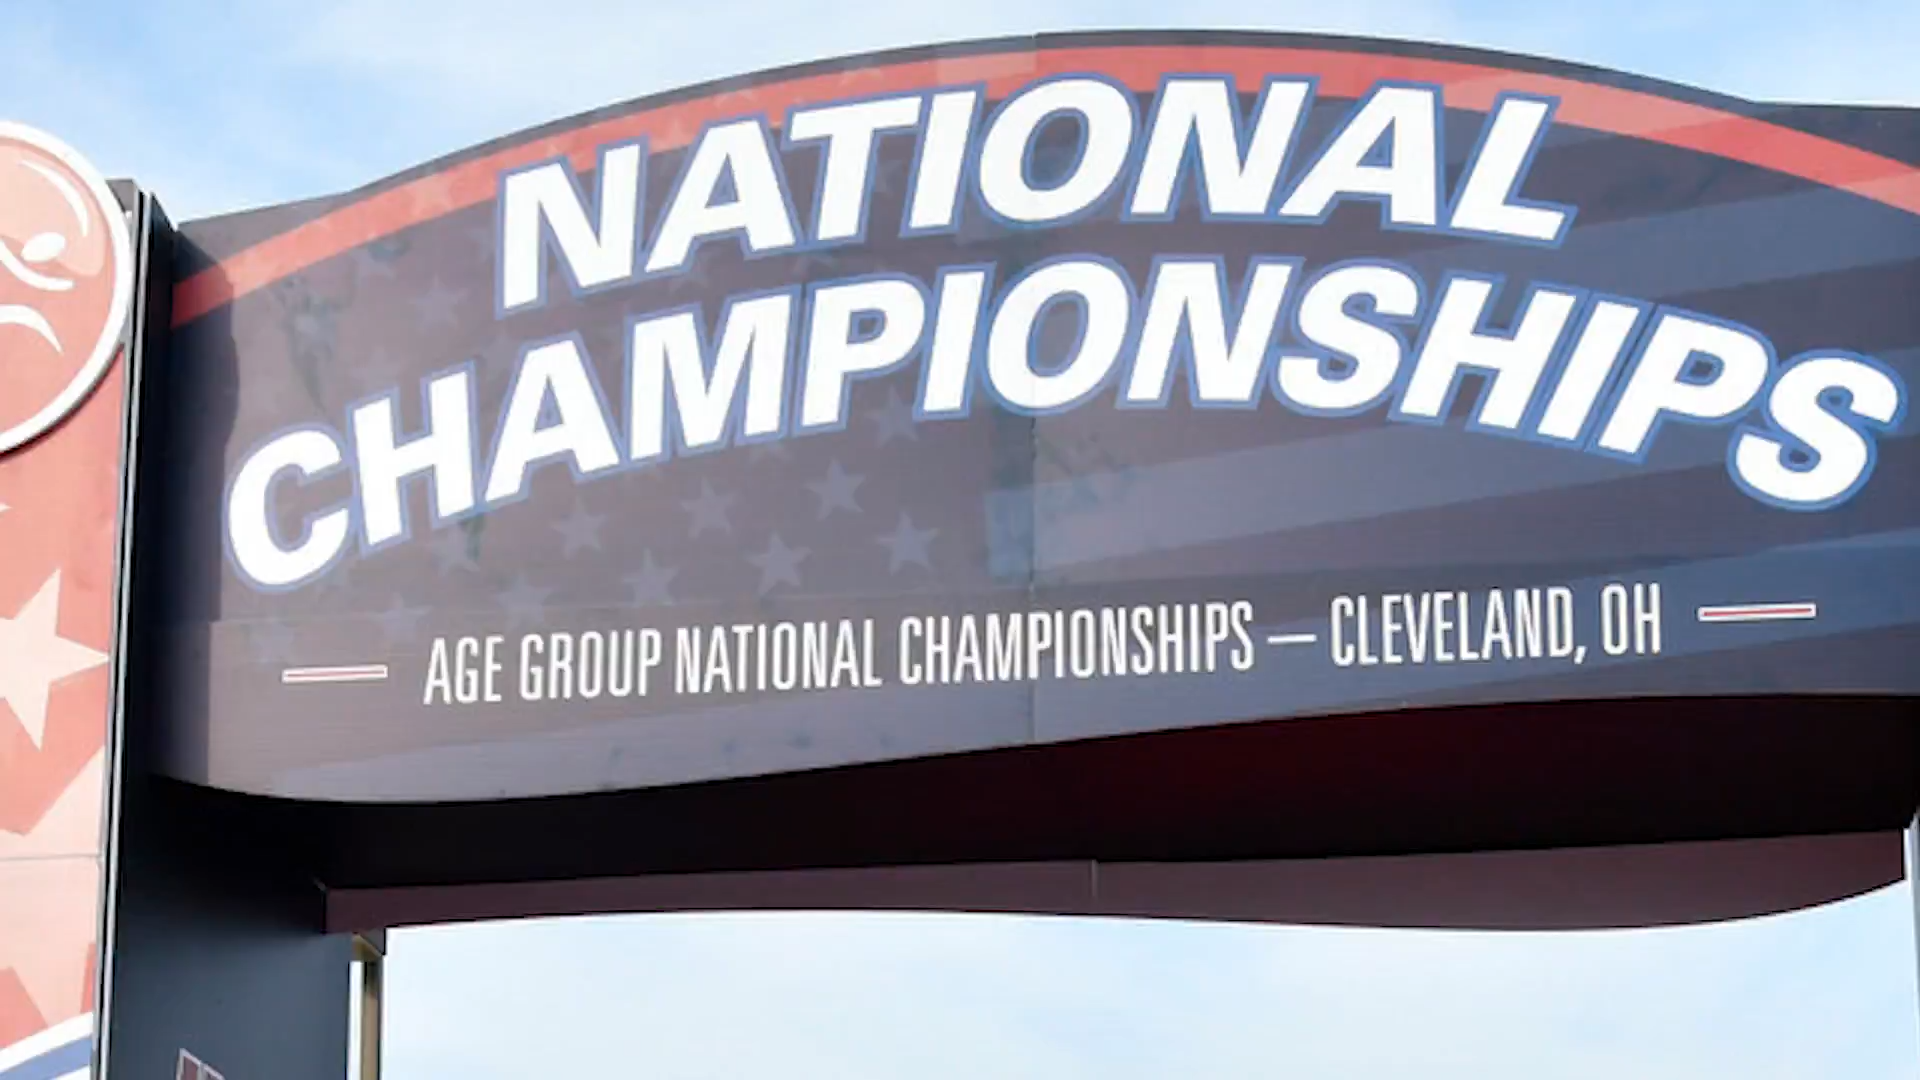 NATIONAL
CHAMPIONSHIPS
AGE GROUP NATIONAL CHAMPIONSHIPS — CLEVELAND, OH